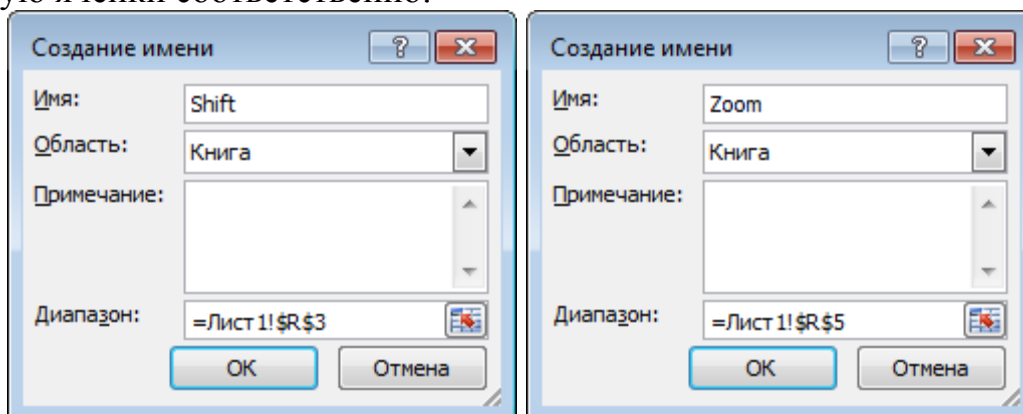 Создание имени
Имя: Shift
Область: Книга
Примечание:
Диапазон: =Лист1!$R$3
ОК Отмена
Создание имени
Имя: Zoom
Область: Книга
Примечание:
Диапазон: =Лист1!$R$5
ОК Отмена